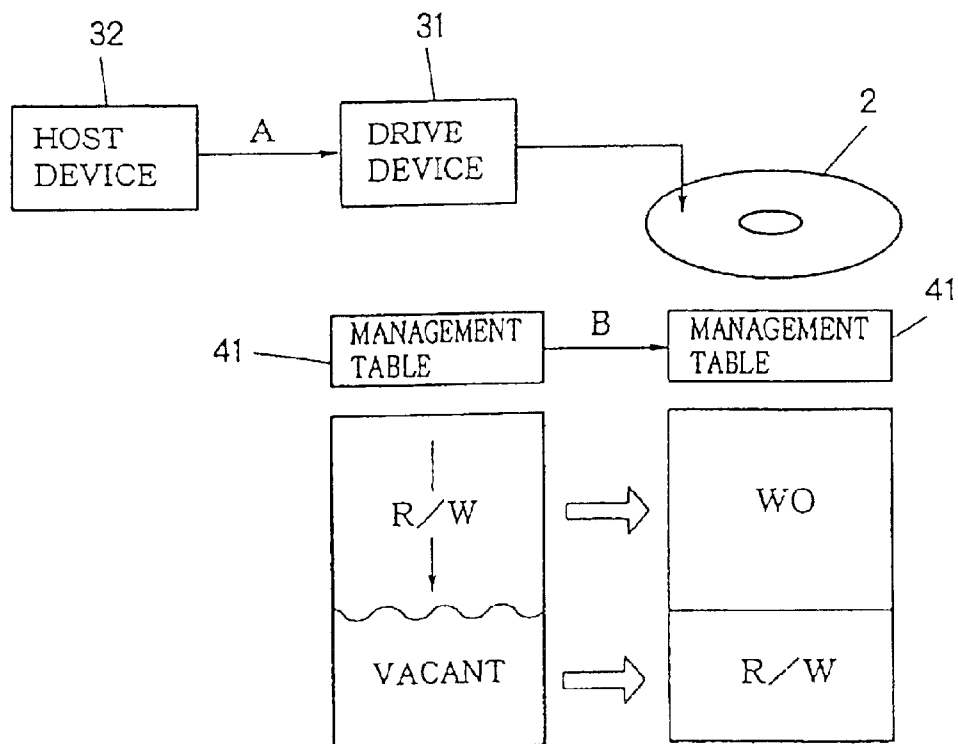 32
31
2
HOST
DEVICE
A
DRIVE
DEVICE
41
MANAGEMENT
TABLE
B
MANAGEMENT
TABLE
41
R/W
WO
VACANT
R/W